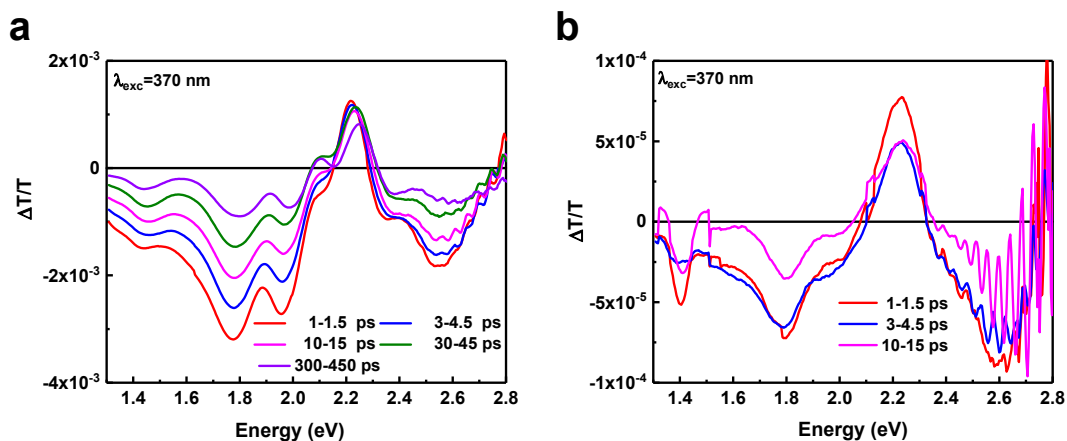 a
λexc=370 nm
2x10-3
0
-2x10-3
-4x10-3
ΔT/T
1.4 1.6 1.8 2.0 2.2 2.4 2.6 2.8
Energy (eV)
1-1.5 ps
3-4.5 ps
10-15 ps
30-45 ps
300-450 ps
b
λexc=370 nm
1x10-4
5x10-5
0
-5x10-5
-1x10-4
ΔT/T
1.4 1.6 1.8 2.0 2.2 2.4 2.6 2.8
Energy (eV)
1-1.5 ps
3-4.5 ps
10-15 ps